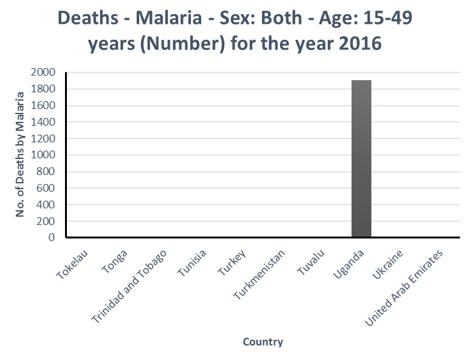 Deaths - Malaria - Sex: Both - Age: 15-49
years (Number) for the year 2016
No. of Deaths by Malaria
2000
1800
1600
1400
1200
1000
800
600
400
200
0
Tokelau
Tonga
Trinidad and Tobago
Tunisia
Turkey
Turkmenistan
Tuvalu
Uganda
Ukraine
United Arab Emirates
Country